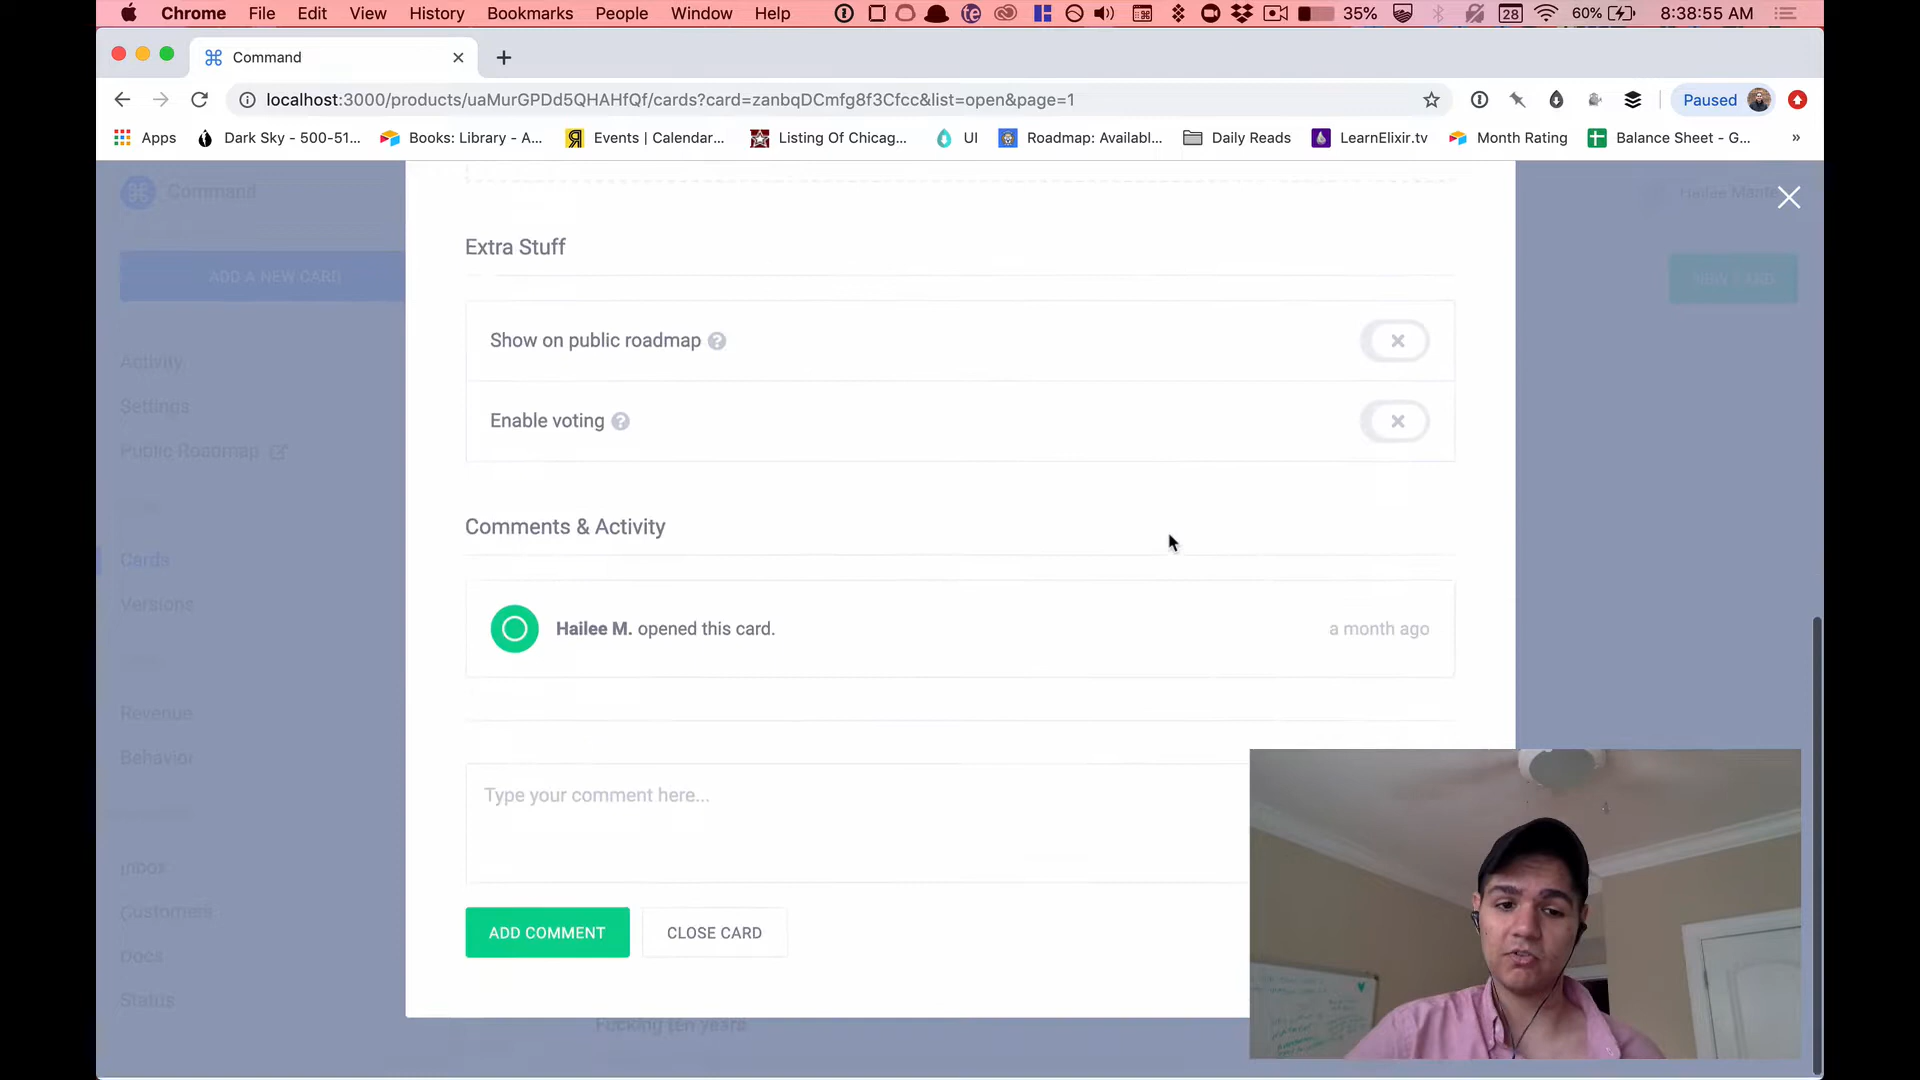 Chrome File Edit View History Bookmarks People Window Help 35% 28 60% 8:38:55 AM
Command
localhost:3000/products/uaMurGPDd5QHAHfQf/cards?card=zanbqDCmfg8f3Cfcc&list=open&page=1 Paused
Apps Dark Sky - 500-51... Books: Library - A... Events | Calendar... Listing Of Chicag... UI Roadmap: Availabl... Daily Reads LearnElixir.tv Month Rating Balance Sheet - G... »
Command
ADD A NEW CARD
Activity
Settings
Public Roadmap
Cards
Versions
Revenue
Behavior
Inbox
Customers
Docs
Status
Hailee
NEW CARD
Extra Stuff
Show on public roadmap ?
Enable voting ?
Comments & Activity
Hailee M. opened this card. a month ago
Type your comment here...
ADD COMMENT CLOSE CARD
Fucking ten years